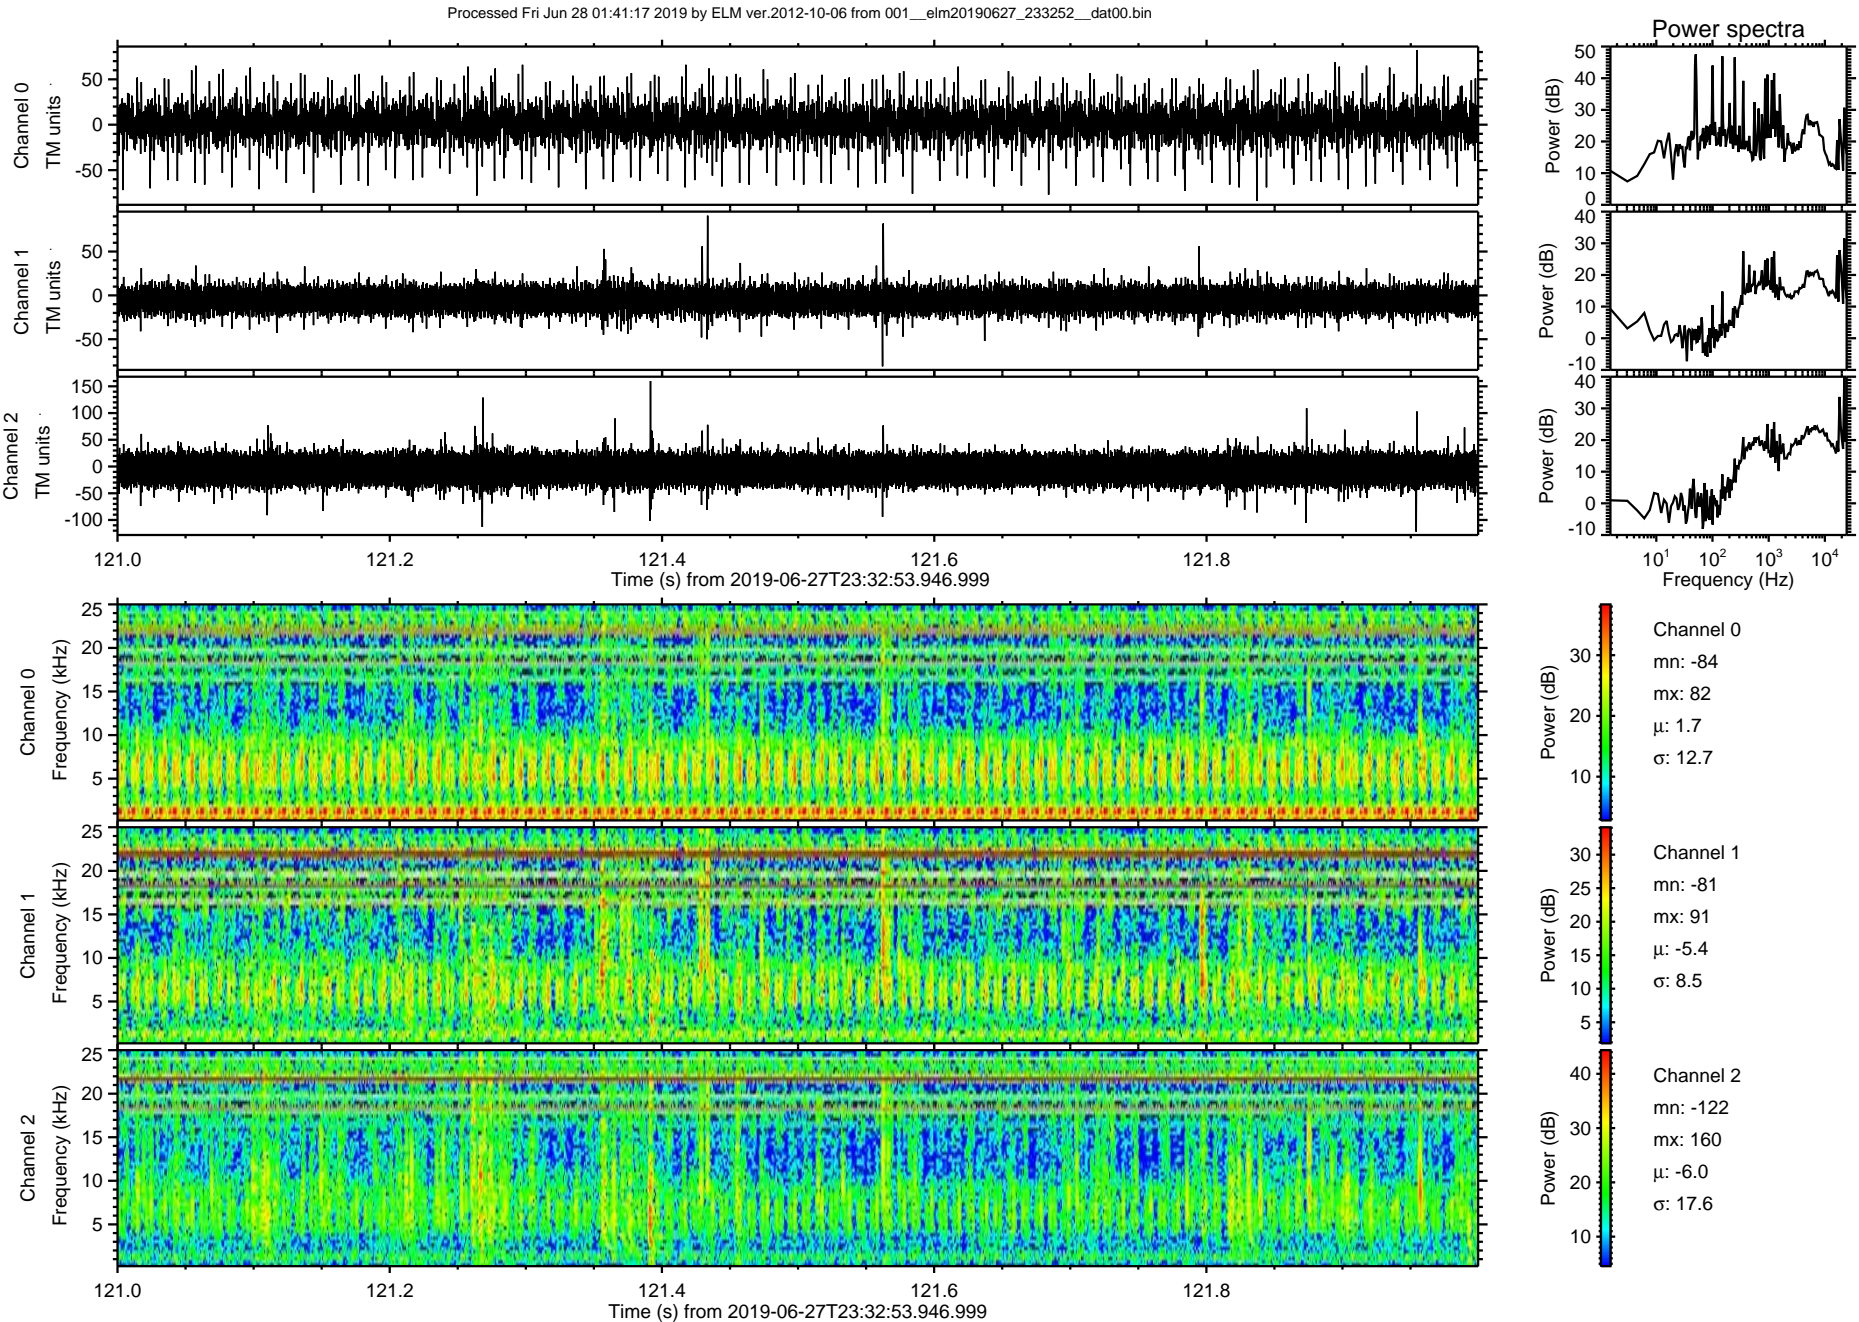 Processed Fri Jun 28 01:41:17 2019 by ELM ver.2012-10-06 from 001__elm20190627_233252__dat00.bin
Power spectra
Channel 0
TM units
50
0
-50
Power (dB)
50
40
30
20
10
0
Channel 1
TM units
50
0
-50
Power (dB)
40
30
20
10
0
-10
Channel 2
TM units
150
100
50
0
-50
-100
Power (dB)
40
30
20
10
0
-10
121.0 121.2 121.4 121.6 121.8
Time (s) from 2019-06-27T23:32:53.946.999
10^1 10^2 10^3 10^4
Frequency (Hz)
Channel 0
Frequency (kHz)
25
20
15
10
5
Power (dB)
30
20
10
Channel 0
mn: -84
mx: 82
μ: 1.7
σ: 12.7
Channel 1
Frequency (kHz)
25
20
15
10
5
Power (dB)
30
25
20
15
10
5
Channel 1
mn: -81
mx: 91
μ: -5.4
σ: 8.5
Channel 2
Frequency (kHz)
25
20
15
10
5
Power (dB)
40
30
20
10
Channel 2
mn: -122
mx: 160
μ: -6.0
σ: 17.6
121.0 121.2 121.4 121.6 121.8
Time (s) from 2019-06-27T23:32:53.946.999